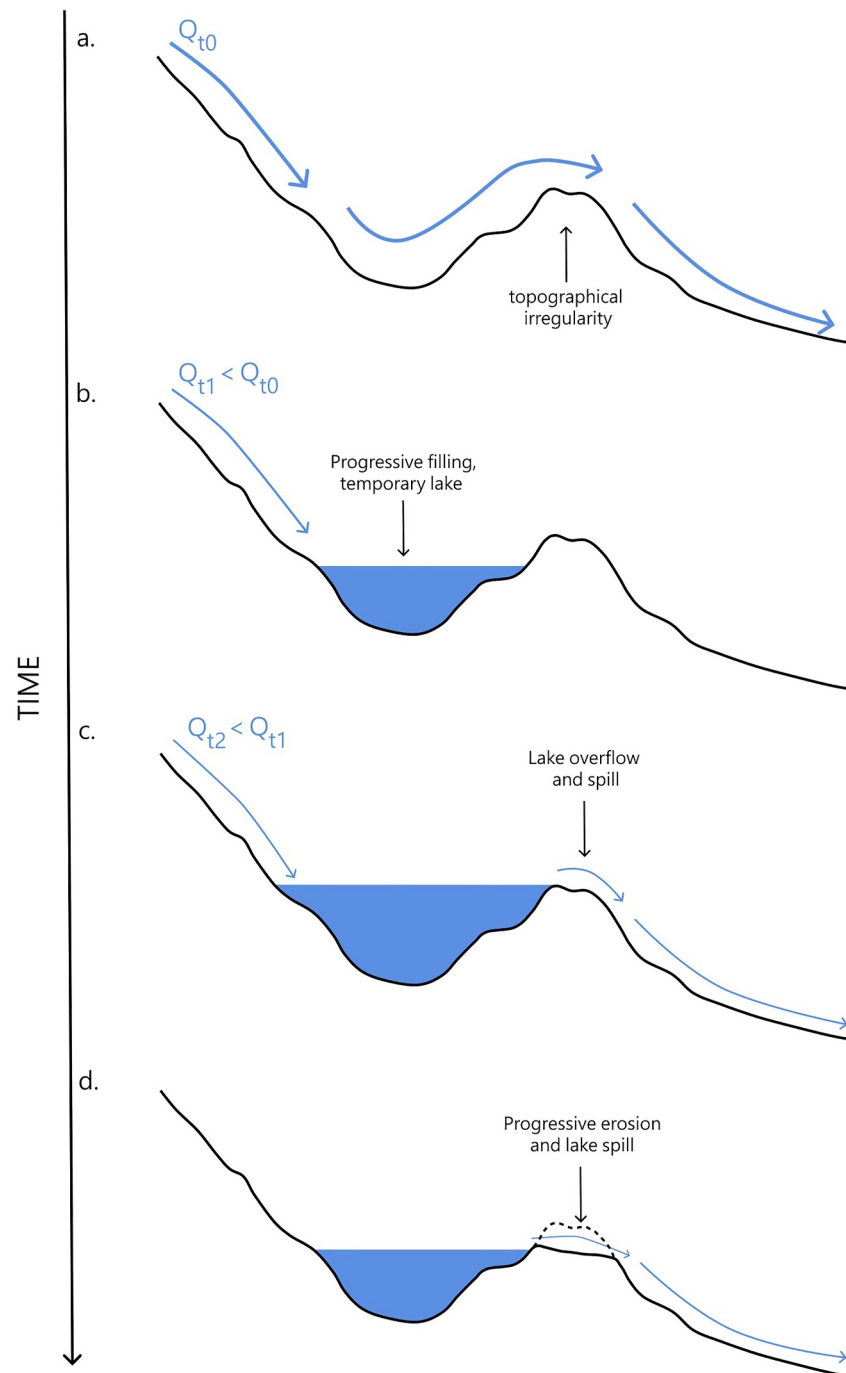 a.
Qt0
topographical
irregularity
b.
Qt1 < Qt0
Progressive filling,
temporary lake
TIME
c.
Qt2 < Qt1
Lake overflow
and spill
d.
Progressive erosion
and lake spill